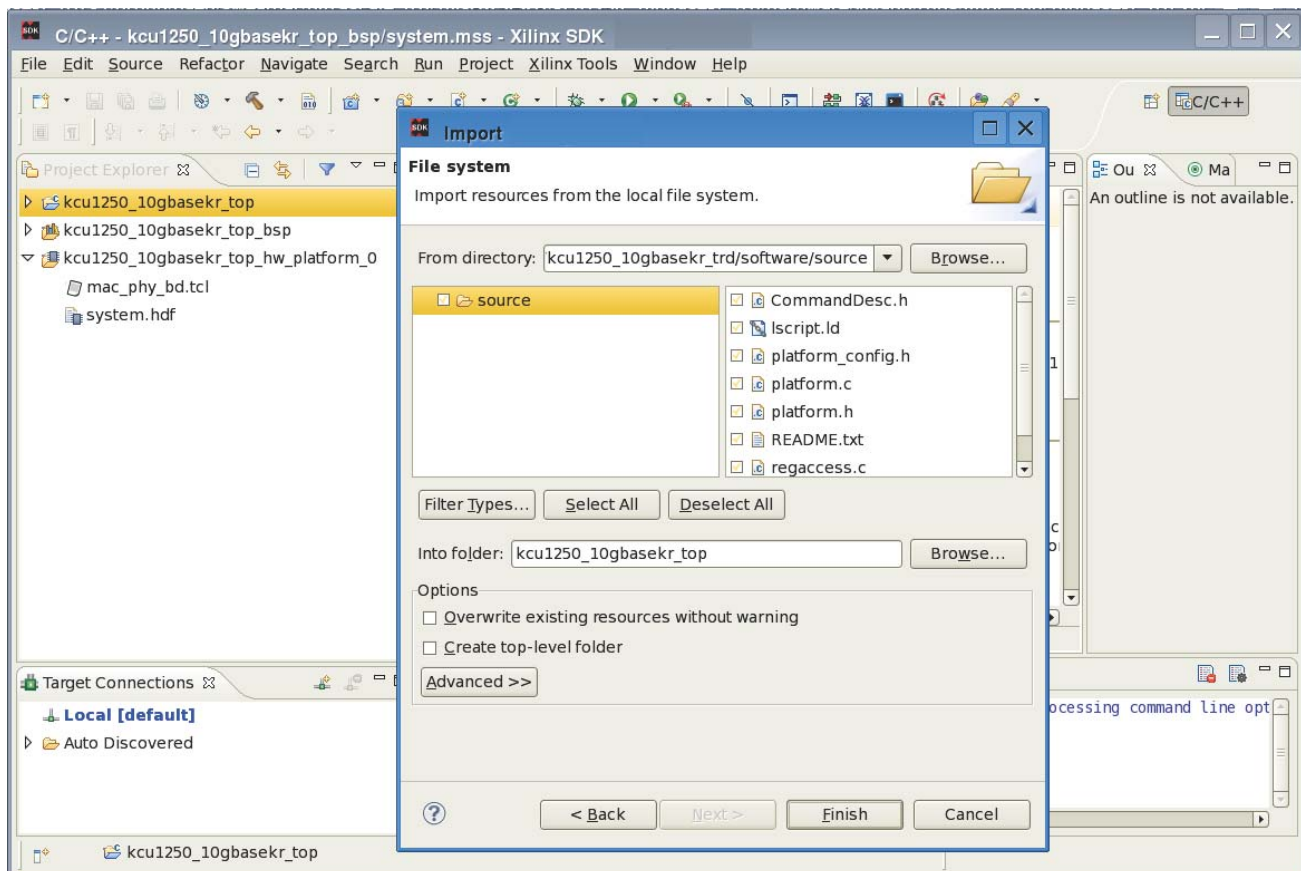 C/C++ - kcu1250_10gbasekr_top_bsp/system.mss - Xilinx SDK
File Edit Source Refactor Navigate Search Run Project Xilinx Tools Window Help
C/C++
Project Explorer
kcu1250_10gbasekr_top
kcu1250_10gbasekr_top_bsp
kcu1250_10gbasekr_top_hw_platform_0
mac_phy_bd.tcl
system.hdf
Import
File system
Import resources from the local file system.
From directory: kcu1250_10gbasekr_trd/software/source Browse...
source
CommandDesc.h
lscript.ld
platform_config.h
platform.c
platform.h
README.txt
regaccess.c
Filter Types... Select All Deselect All
Into folder: kcu1250_10gbasekr_top Browse...
Options
Overwrite existing resources without warning
Create top-level folder
Advanced >>
< Back Next > Finish Cancel
Ou Ma
An outline is not available.
Target Connections
Local [default]
Auto Discovered
ocessing command line opt
kcu1250_10gbasekr_top